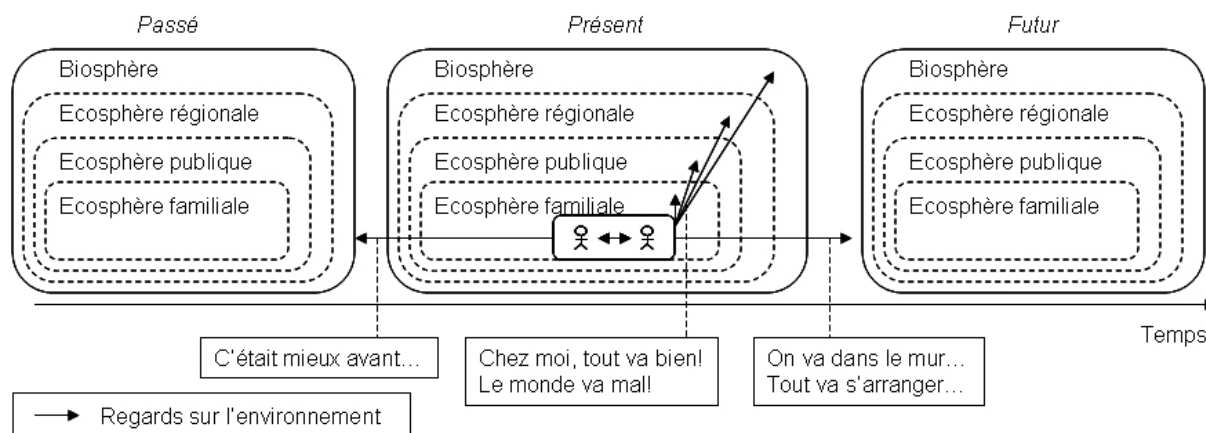 Passé
Présent
Futur
Biosphère
Ecosphère régionale
Ecosphère publique
Ecosphère familiale
Biosphère
Ecosphère régionale
Ecosphère publique
Ecosphère familiale
Biosphère
Ecosphère régionale
Ecosphère publique
Ecosphère familiale
Temps
C'était mieux avant…
Chez moi, tout va bien!
Le monde va mal!
On va dans le mur…
Tout va s'arranger…
Regards sur l'environnement